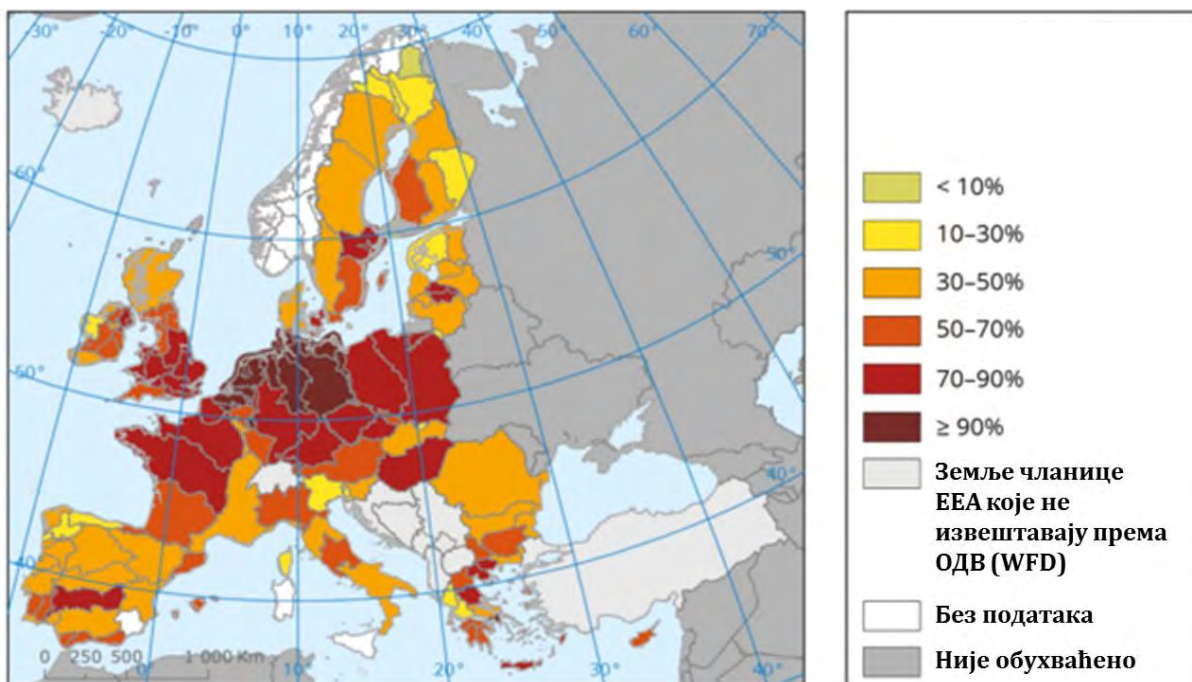 -30° -20° -10° 0° 10° 20° 30° 40° 50° 60° 70°
60°
50°
50°
40°
40°
0 250 500 1 000 Km
0° 10° 20° 30° 40°
< 10%
10–30%
30–50%
50–70%
70–90%
≥ 90%
Земље чланице
ЕЕА које не
извештавају према
ОДВ (WFD)
Без података
Није обухваћено